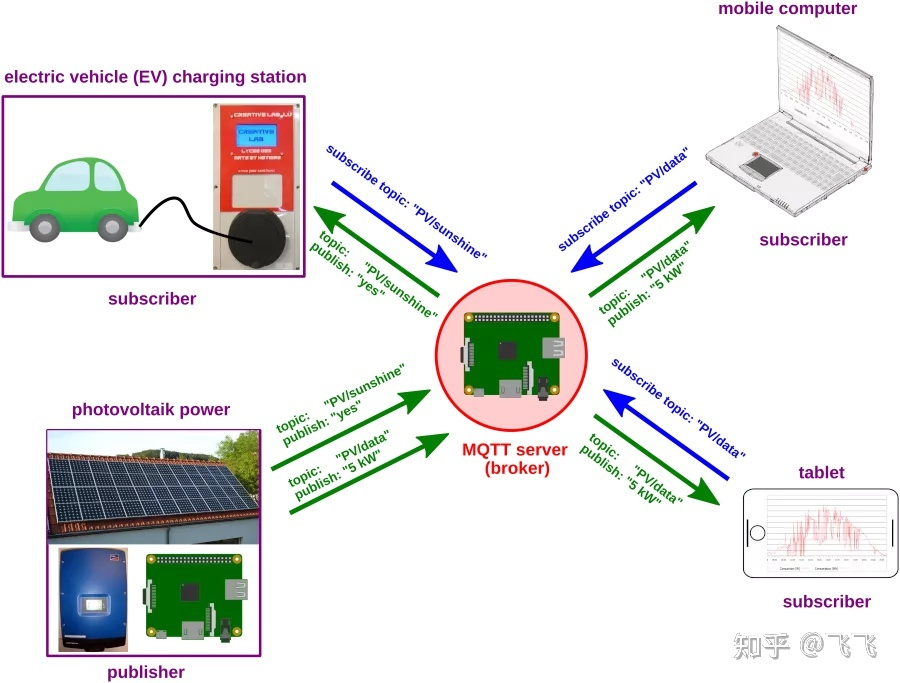 mobile computer
electric vehicle (EV) charging station
CREATIVE LAB
subscribe topic: "PV/sunshine"
topic: "PV/sunshine"
publish: "yes"
subscriber
subscribe topic: "PV/data"
topic: "PV/data"
publish: "5 kW"
subscriber
photovoltaik power
topic: "PV/sunshine"
publish: "yes"
topic: "PV/data"
publish: "5 kW"
publisher
MQTT server
(broker)
subscribe topic: "PV/data"
topic: "PV/data"
publish: "5 kW"
tablet
subscriber
知乎 @飞飞